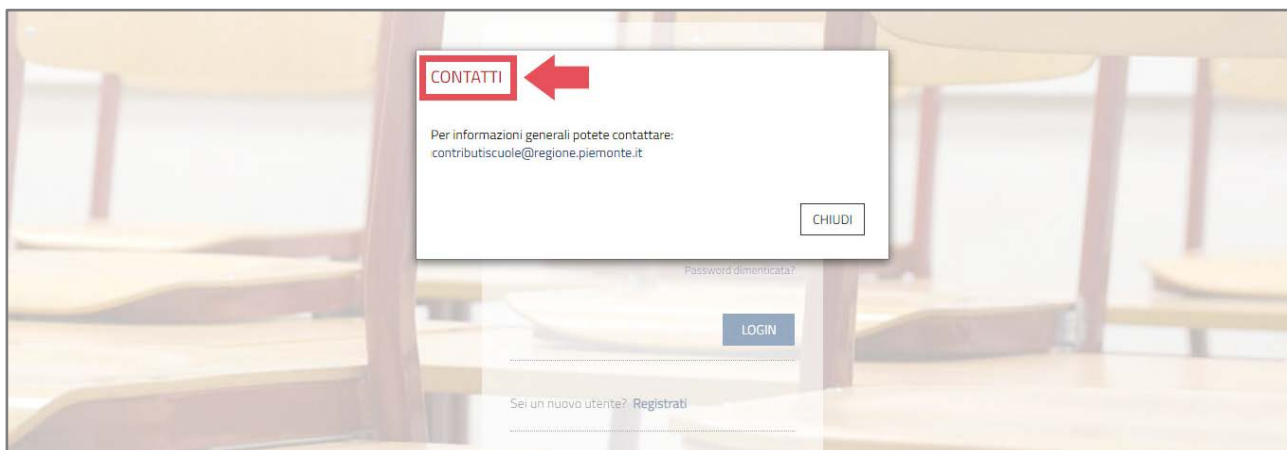 CONTATTI
Per informazioni generali potete contattare:
contributiscuole@regione.piemonte.it
CHIUDI
Password dimenticata?
LOGIN
Sei un nuovo utente? Registrati